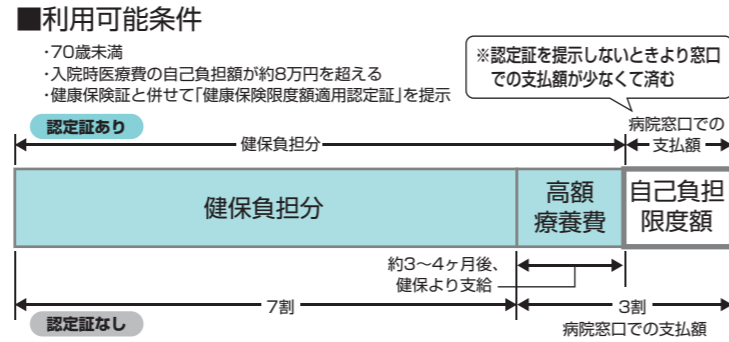 ■利用可能条件
・70歳未満
・入院時医療費の自己負担額が約8万円を超える
・健康保険証と併せて「健康保険限度額適用認定証」を提示
※認定証を提示しないときより窓口
での支払額が少なくて済む
認定証あり
健保負担分
病院窓口での
支払額
健保負担分
高額
療養費
自己負担
限度額
約3〜4ヶ月後、
健保より支給
7割
3割
認定証なし
病院窓口での支払額